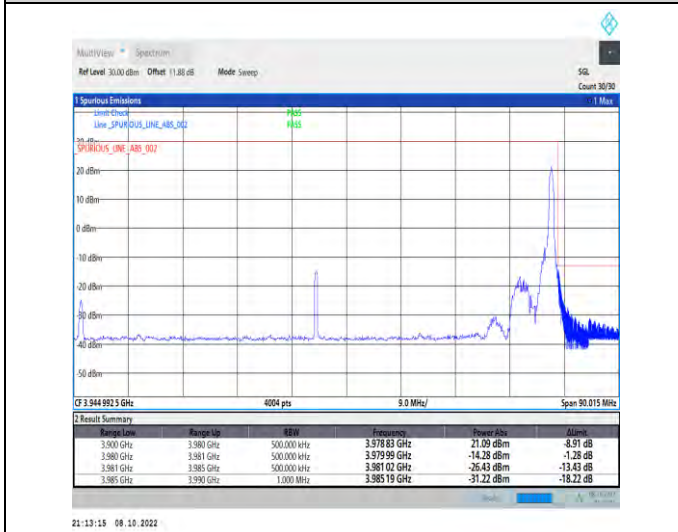 MultiView Spectrum
Ref Level 30.00 dBm Offset 11.88 dB Mode Sweep SGL
Count 30/30
1 Spurious Emissions 1 Max
Limit Check PASS
Line _SPURIOUS_LINE_ABS_002 PASS
_SPURIOUS_LINE_ABS_002
20 dBm
10 dBm
0 dBm
-10 dBm
-20 dBm
-30 dBm
-40 dBm
-50 dBm
CF 3.944 992 5 GHz 4004 pts 9.0 MHz/ Span 90.015 MHz
2 Result Summary
Range Low Range Up RBW Frequency Power Abs ΔLimit
3.900 GHz 3.980 GHz 500.000 kHz 3.978 83 GHz 21.09 dBm -8.91 dB
3.980 GHz 3.981 GHz 500.000 kHz 3.979 99 GHz -14.28 dBm -1.28 dB
3.981 GHz 3.985 GHz 500.000 kHz 3.981 02 GHz -26.43 dBm -13.43 dB
3.985 GHz 3.990 GHz 1.000 MHz 3.985 19 GHz -31.22 dBm -18.22 dB
21:13:15 08.10.2022